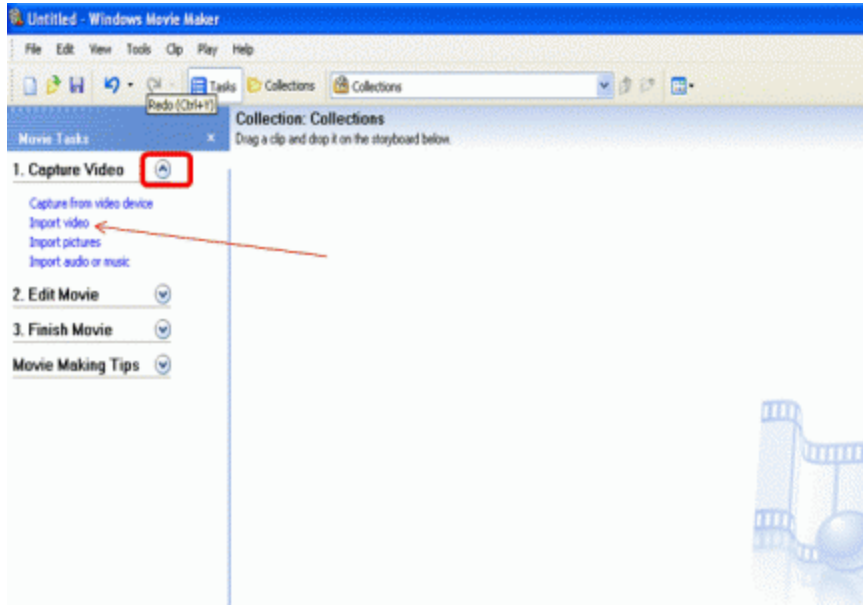 Untitled - Windows Movie Maker
File Edit View Tools Clip Play Help
Tasks Collections Collections
Redo (Ctrl+Y)
Movie Tasks x
Collection: Collections
Drag a clip and drop it on the storyboard below.
1. Capture Video
Capture from video device
Import video
Import pictures
Import audio or music
2. Edit Movie
3. Finish Movie
Movie Making Tips